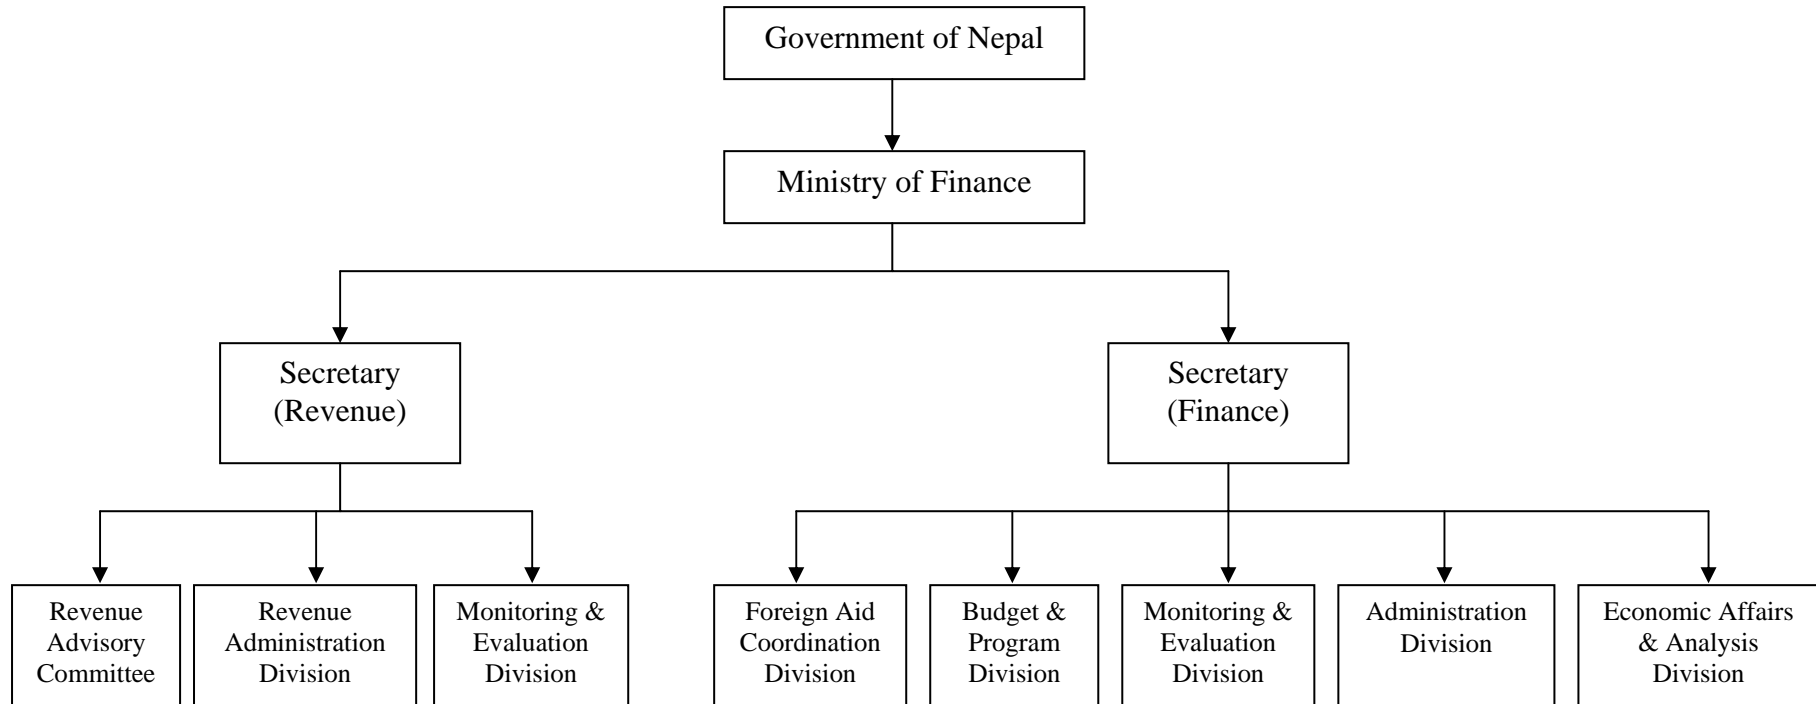 Government of Nepal
Ministry of Finance
Secretary
(Revenue)
Secretary
(Finance)
Revenue
Advisory
Committee
Revenue
Administration
Division
Monitoring &
Evaluation
Division
Foreign Aid
Coordination
Division
Budget &
Program
Division
Monitoring &
Evaluation
Division
Administration
Division
Economic Affairs
& Analysis
Division